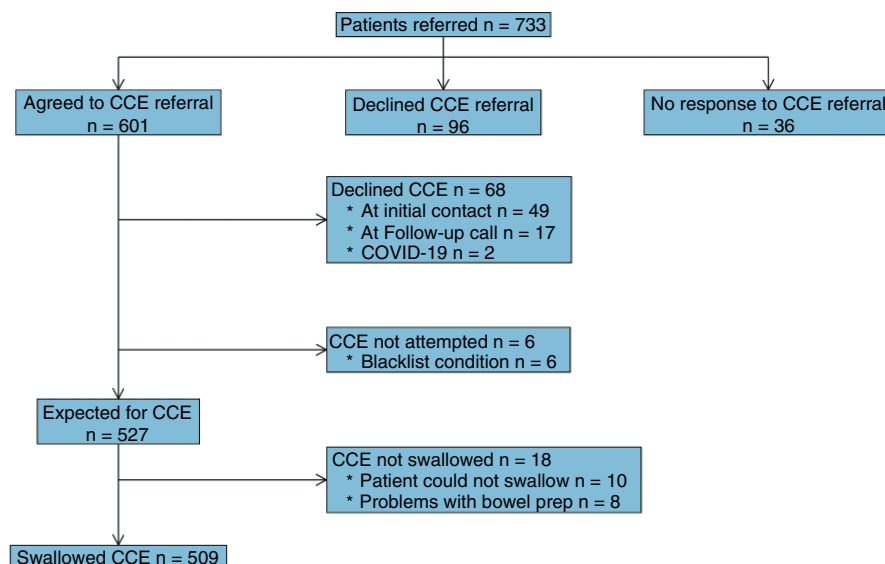 Patients referred n = 733
Agreed to CCE referral
n = 601
Declined CCE referral
n = 96
No response to CCE referral
n = 36
Declined CCE n = 68
* At initial contact n = 49
* At Follow-up call n = 17
* COVID-19 n = 2
CCE not attempted n = 6
* Blacklist condition n = 6
Expected for CCE
n = 527
CCE not swallowed n = 18
* Patient could not swallow n = 10
* Problems with bowel prep n = 8
Swallowed CCE n = 509